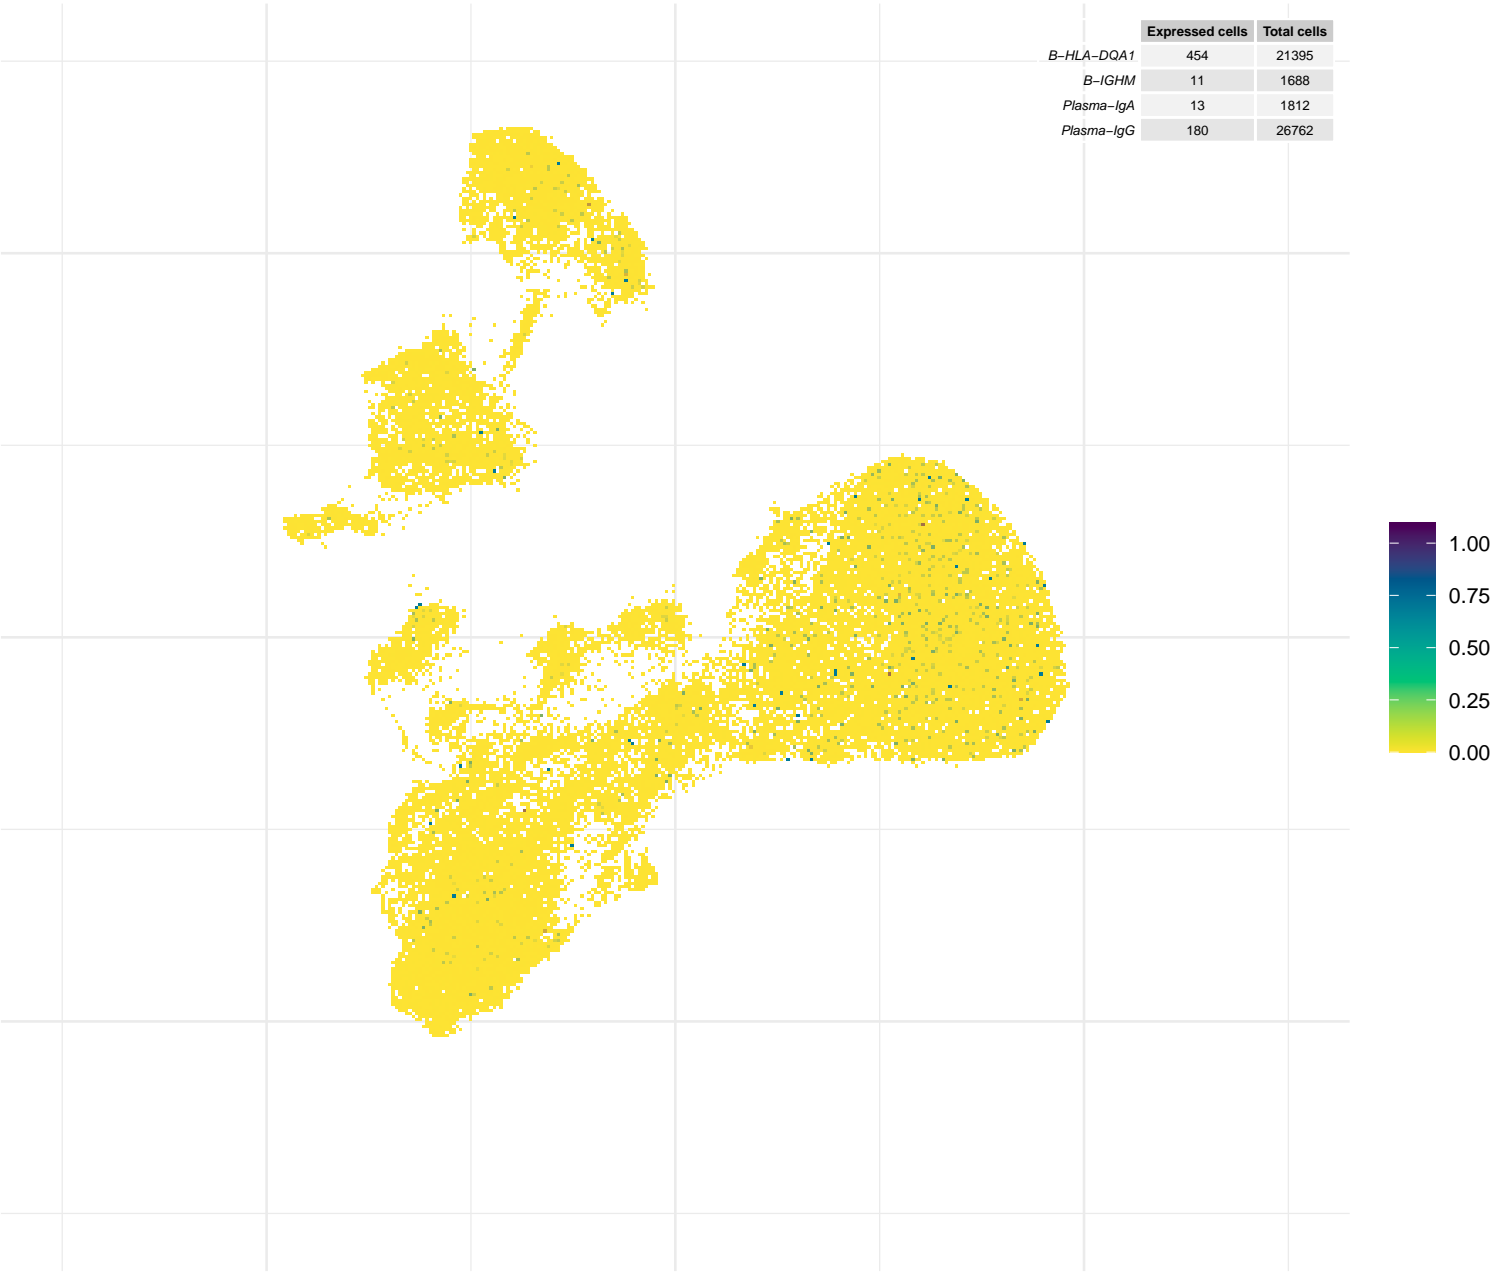 Expressed cells Total cells
B−HLA−DQA1 454 21395
B−IGHM 11 1688
Plasma−IgA 13 1812
Plasma−IgG 180 26762
1.00
0.75
0.50
0.25
0.00